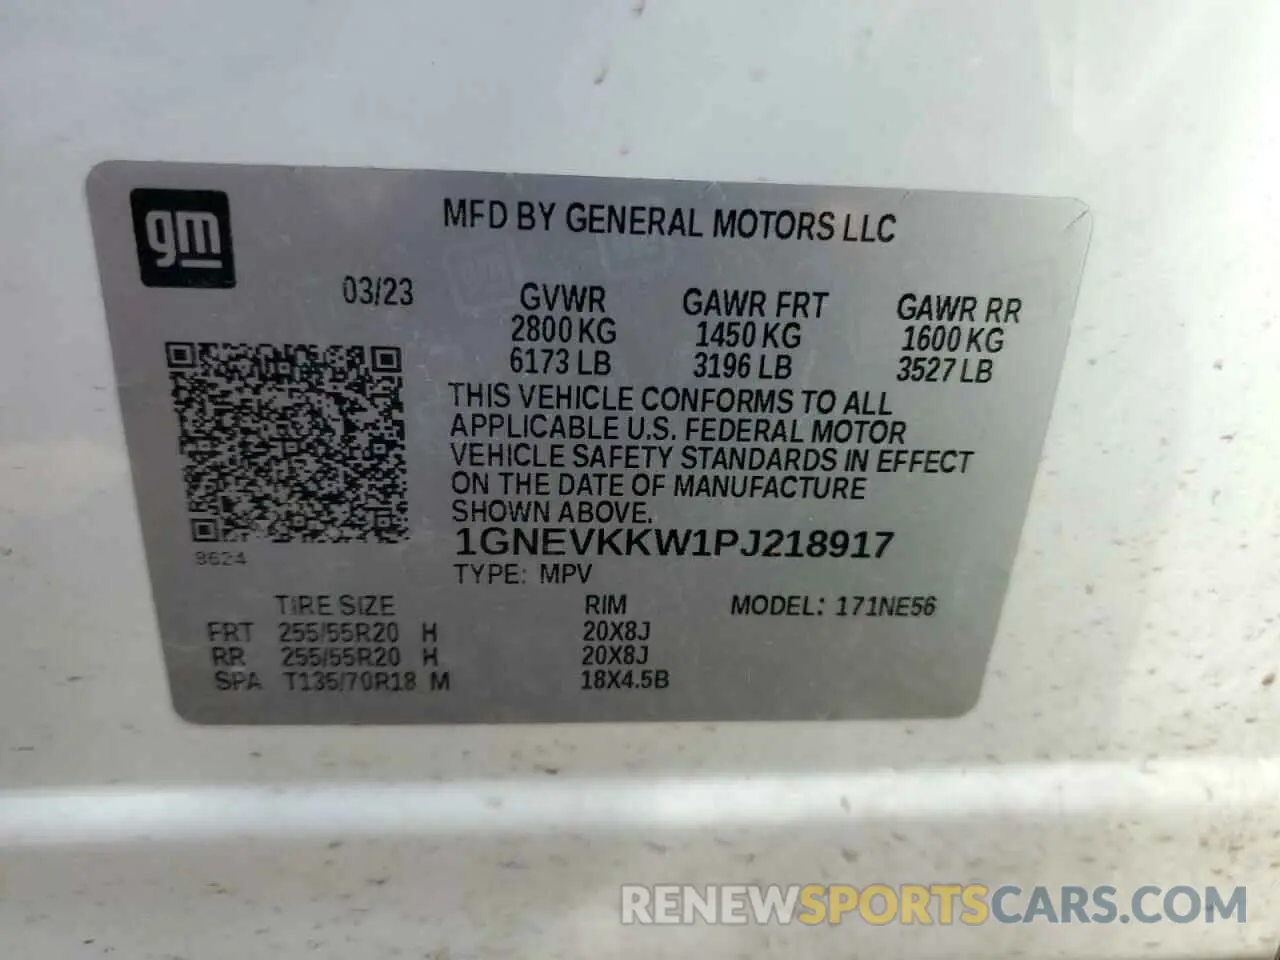 gm
MFD BY GENERAL MOTORS LLC
03/23
GVWR GAWR FRT GAWR RR
2800 KG 1450 KG 1600 KG
6173 LB 3196 LB 3527 LB
THIS VEHICLE CONFORMS TO ALL
APPLICABLE U.S. FEDERAL MOTOR
VEHICLE SAFETY STANDARDS IN EFFECT
ON THE DATE OF MANUFACTURE
SHOWN ABOVE.
1GNEVKKW1PJ218917
8624
TYPE: MPV
TIRE SIZE RIM MODEL: 171NE56
FRT 255/55R20 H 20X8J
RR 255/55R20 H 20X8J
SPA T135/70R18 M 18X4.5B
RENEWSPORTSCARS.COM